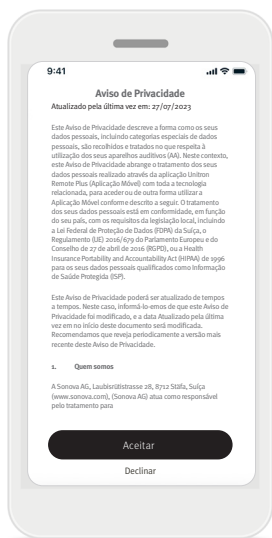 9:41
Aviso de Privacidade
Atualizado pela última vez em: 27/07/2023
Este Aviso de Privacidade descreve a forma como os seus
dados pessoais, incluindo categorias especiais de dados
pessoais, são recolhidos e tratados no que respeita à
utilização dos seus aparelhos auditivos (AA). Neste contexto,
este Aviso de Privacidade abrange o tratamento dos seus
dados pessoais realizado através da aplicação Unitron
Remote Plus (Aplicação Móvel) com toda a tecnologia
relacionada, para aceder ou de outra forma utilizar a
Aplicação Móvel conforme descrito a seguir. O tratamento
dos seus dados pessoais está em conformidade, em função
do seu país, com os requisitos da legislação local, incluindo
a Lei Federal de Proteção de Dados (FDPA) da Suíça, o
Regulamento (UE) 2016/679 do Parlamento Europeu e do
Conselho de 27 de abril de 2016 (RGPD), ou a Health
Insurance Portability and Accountability Act (HIPAA) de 1996
para os seus dados pessoais qualificados como Informação
de Saúde Protegida (ISP).
Este Aviso de Privacidade poderá ser atualizado de tempos
a tempos. Neste caso, informá-lo-emos de que este Aviso de
Privacidade foi modificado, e a data Atualizado pela última
vez em no início deste documento será modificada.
Recomendamos que reveja periodicamente a versão mais
recente deste Aviso de Privacidade.
1. Quem somos
A Sonova AG, Laubisrütistrasse 28, 8712 Stäfa, Suíça
(www.sonova.com), (Sonova AG) atua como responsável
pelo tratamento para
Aceitar
Declinar